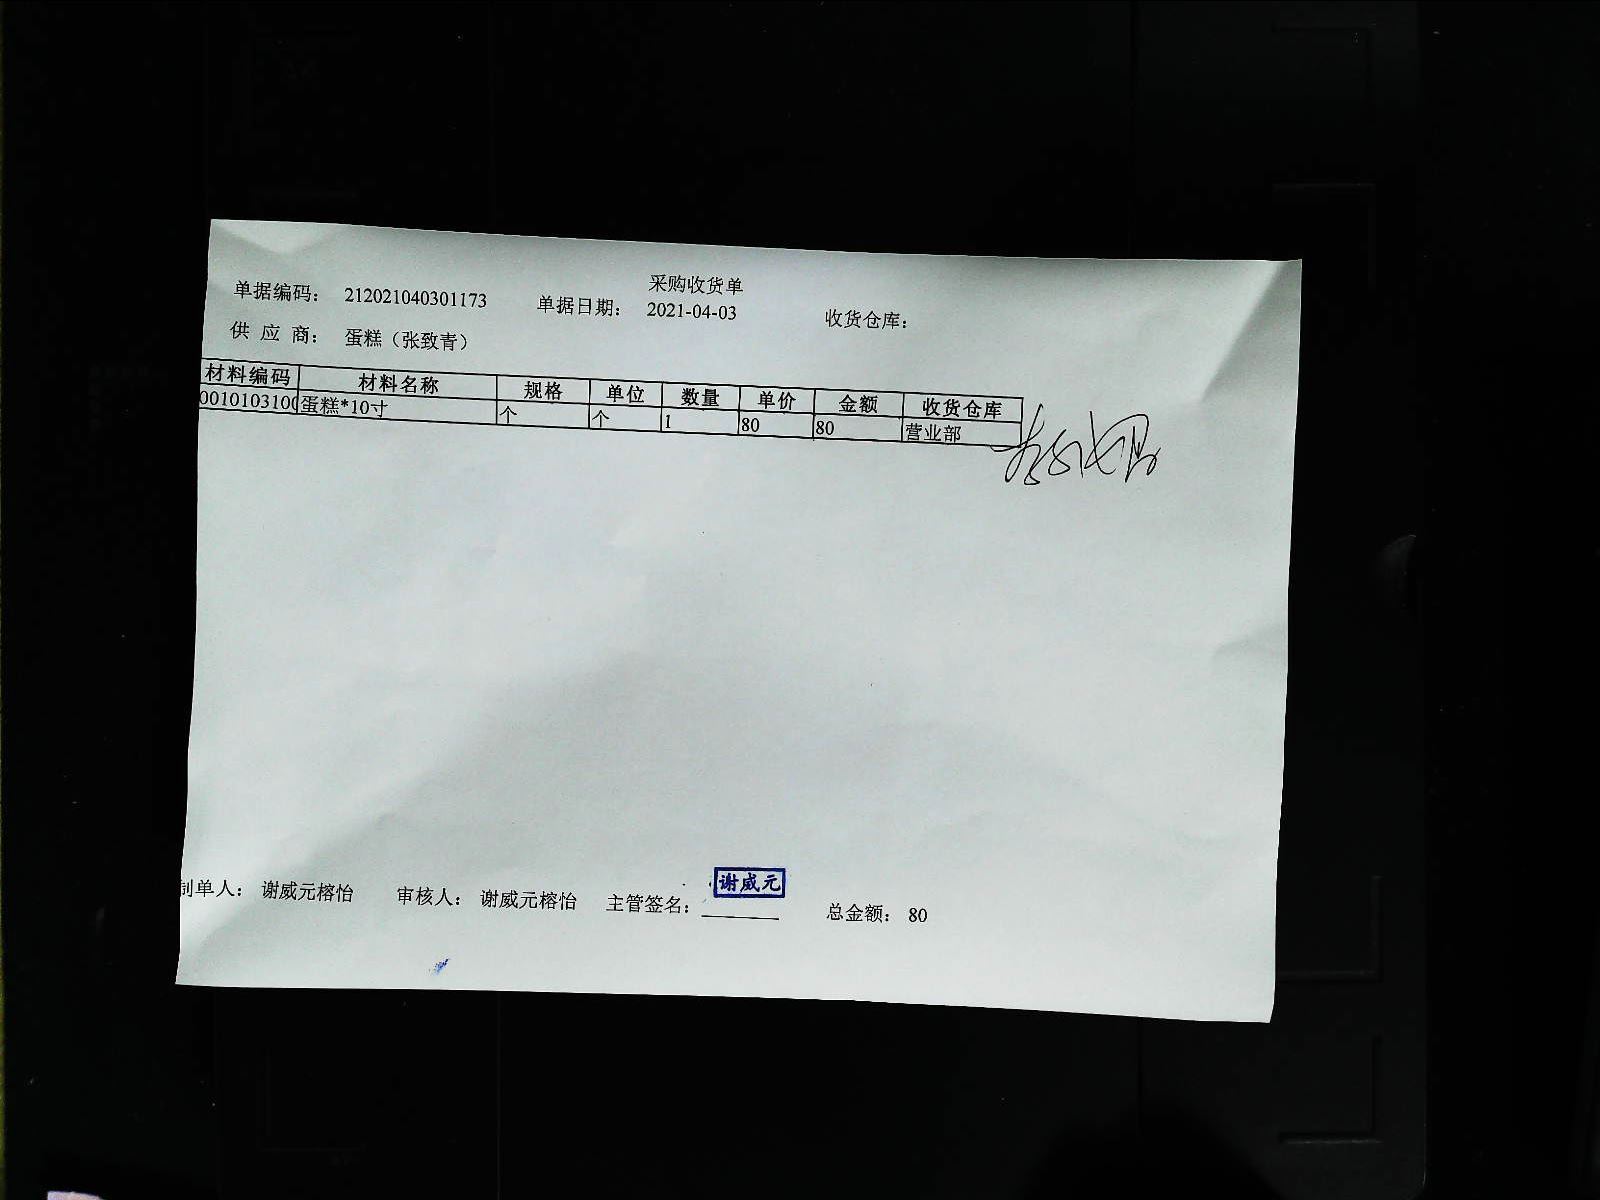 采购收货单
单据编码： 212021040301173 单据日期： 2021-04-03 收货仓库：
供 应 商： 蛋糕（张致青）
材料编码 材料名称 规格 单位 数量 单价 金额 收货仓库
0010103100 蛋糕*10寸 个 个 1 80 80 营业部
制单人： 谢威元榕怡 审核人： 谢威元榕怡 主管签名： 谢威元 总金额： 80